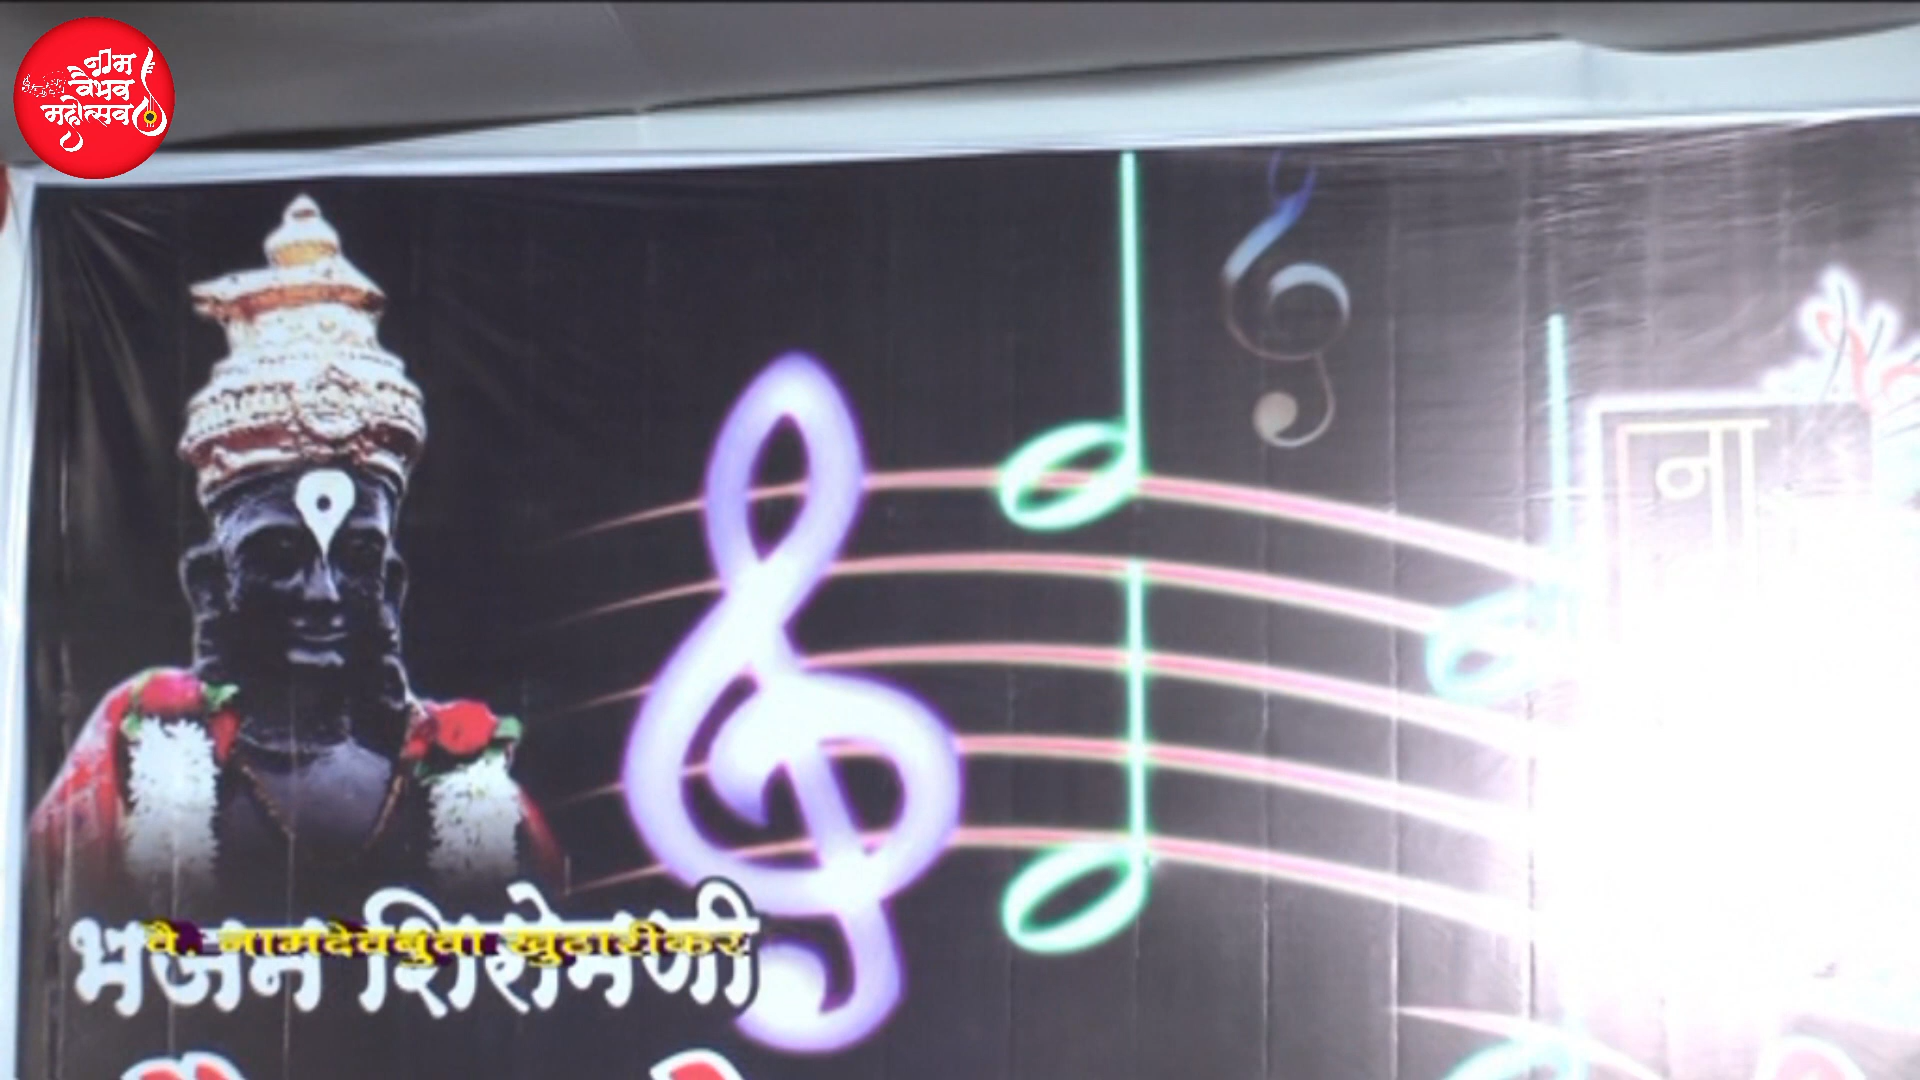 नाम
वैभव
महोत्सव
ना
भजन शिरोमणी
वै. नामदेवबुवा खुठारीकर